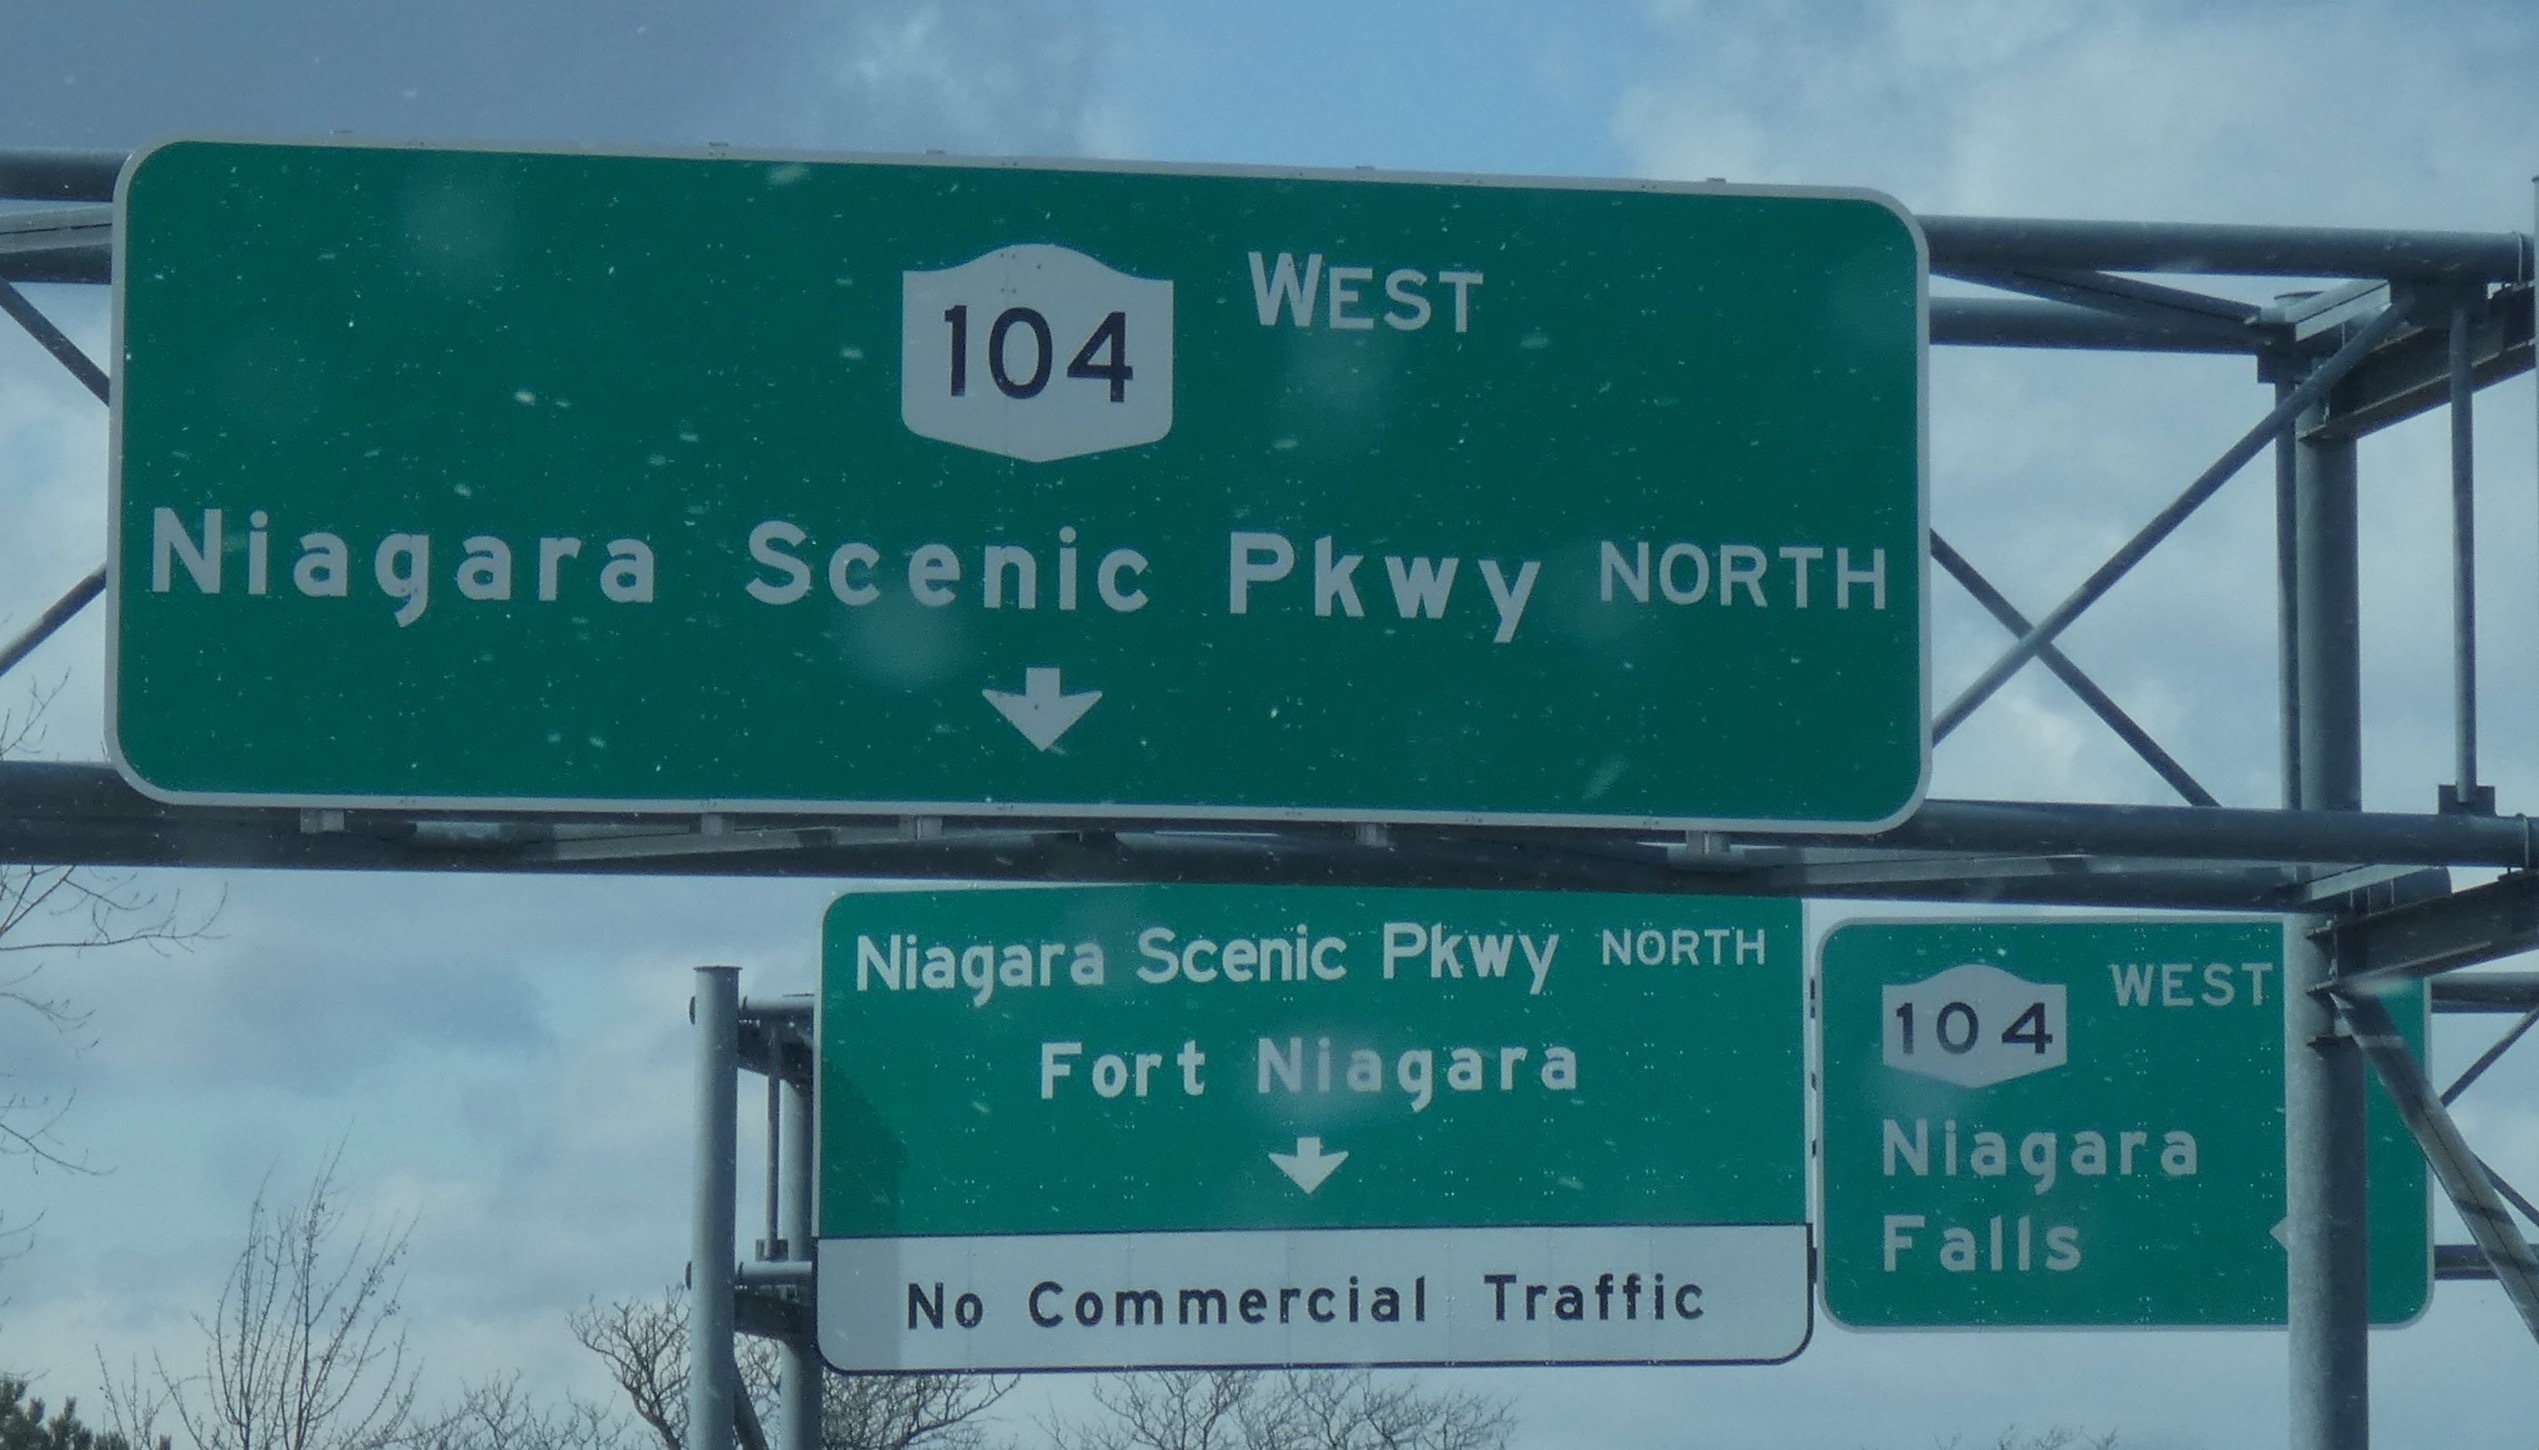 104 WEST
Niagara Scenic Pkwy NORTH
Niagara Scenic Pkwy NORTH
Fort Niagara
No Commercial Traffic
104 WEST
Niagara
Falls